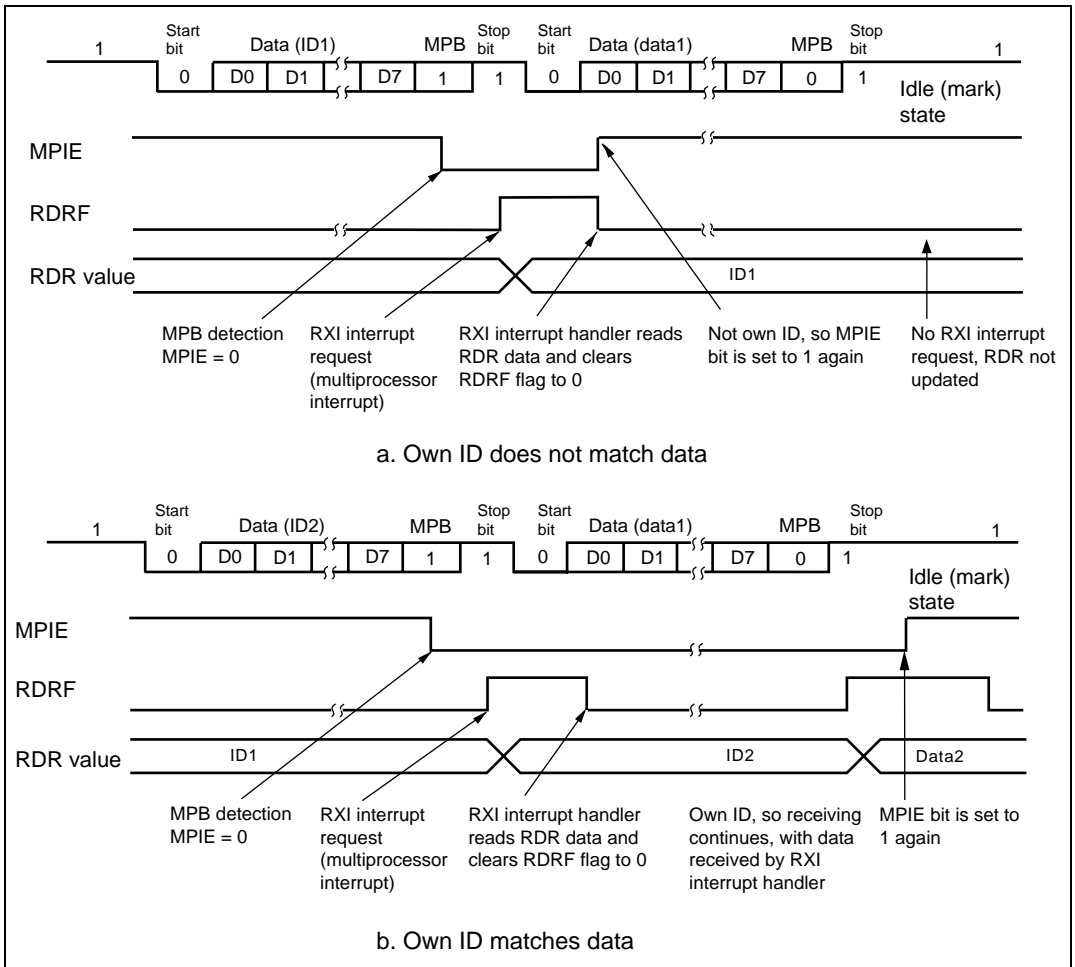 1
Start
bit
Data (ID1)
MPB
Stop
bit
Start
bit
Data (data1)
MPB
Stop
bit
1
0 D0 D1 D7 1 1 0 D0 D1 D7 0 1
Idle (mark)
state
MPIE
RDRF
RDR value
ID1
MPB detection
MPIE = 0
RXI interrupt
request
(multiprocessor
interrupt)
RXI interrupt handler reads
RDR data and clears
RDRF flag to 0
Not own ID, so MPIE
bit is set to 1 again
No RXI interrupt
request, RDR not
updated
a. Own ID does not match data
1
Start
bit
Data (ID2)
MPB
Stop
bit
Start
bit
Data (data1)
MPB
Stop
bit
1
0 D0 D1 D7 1 1 0 D0 D1 D7 0 1
Idle (mark)
state
MPIE
RDRF
RDR value
ID1
ID2
Data2
MPB detection
MPIE = 0
RXI interrupt
request
(multiprocessor
interrupt)
RXI interrupt handler
reads RDR data and
clears RDRF flag to 0
Own ID, so receiving
continues, with data
received by RXI
interrupt handler
MPIE bit is set to
1 again
b. Own ID matches data